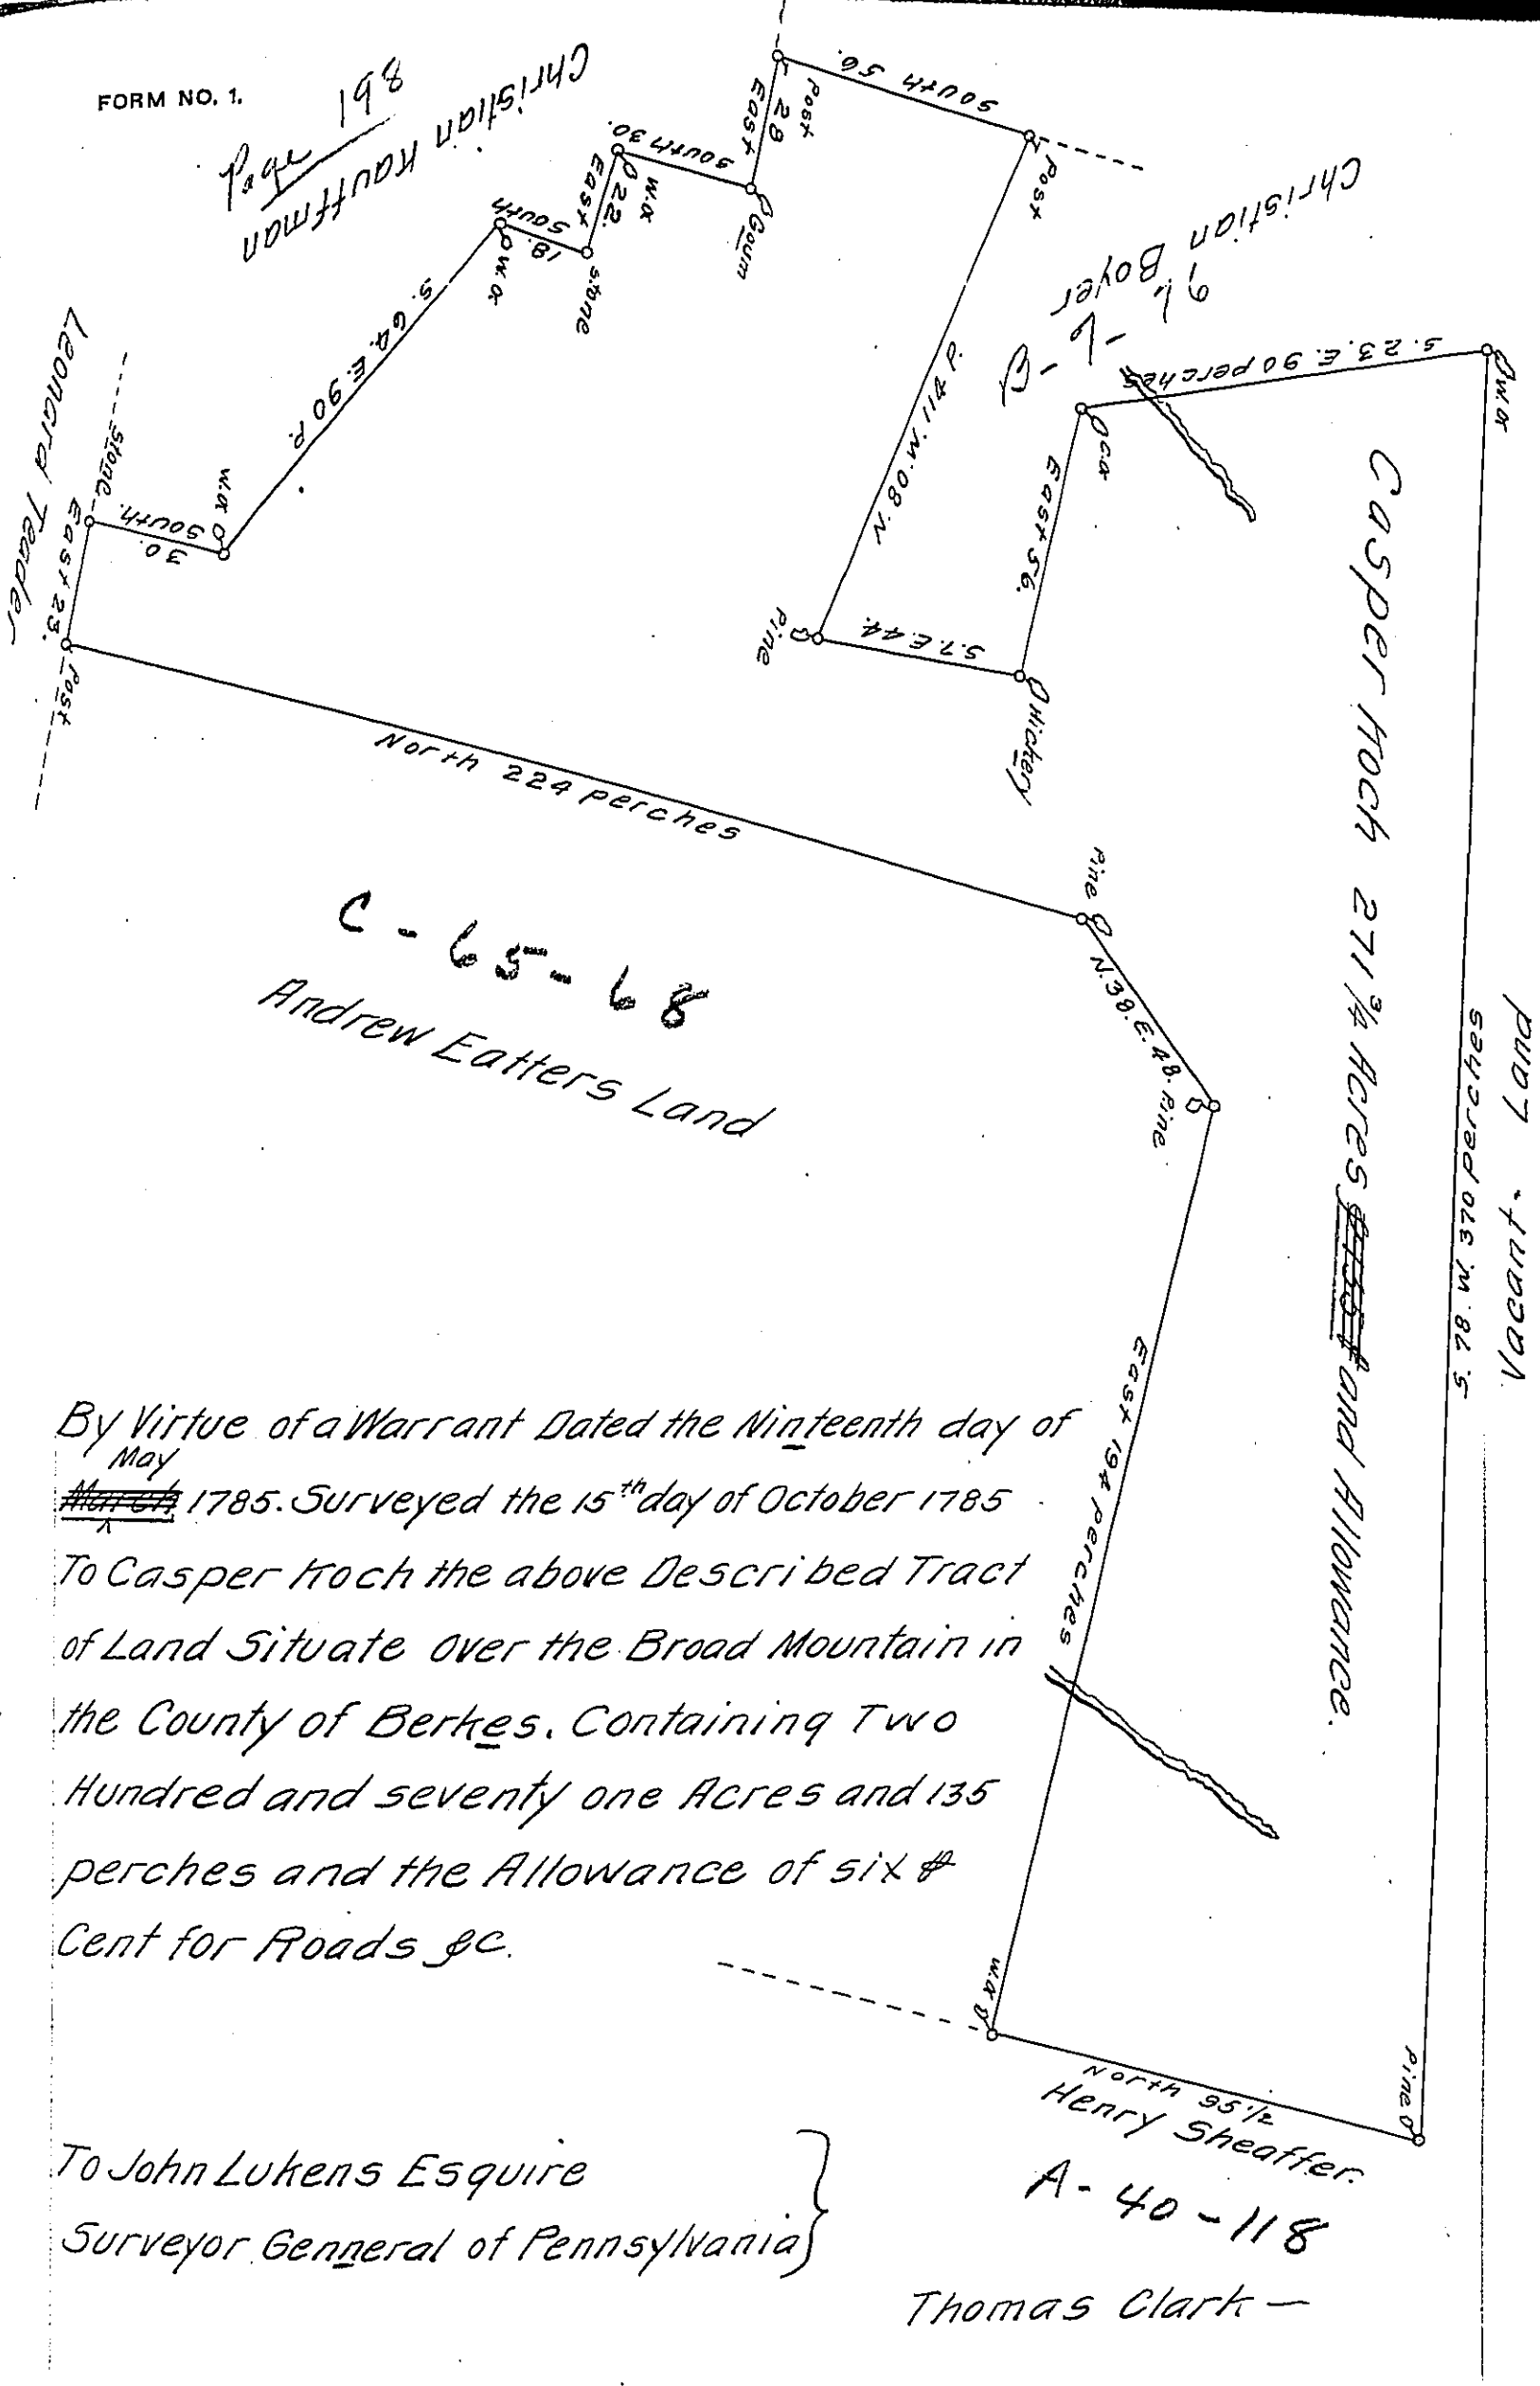 FORM NO. 1.
Page 198
Christian Kauffman
South 56.
Post
28
East
Post
South 30.
Goum
W.O
22.
East
18.
South
Stone
W.O
S. 64. E. 90 P.
Christian Boyer
N. 80. W. 114. P.
S. 23. E. 90 perches
W.O
East 56.
S. 7. E. 44.
Pine
Hickery
Leonard Teader
Stone
South.
30.
W.O
East 23.
Post
North 224 perches
Pine
N. 38. E. 48.
Pine
C - 65 - 68
Andrew Eatters Land
Casper Koch 271 3/4 Acres and Allowance.
S. 78. W. 370 perches
Vacant Land
East 194 perches
By Virtue of a Warrant Dated the Ninteenth day of
May
March 1785. Surveyed the 15th day of October 1785
To Casper Koch the above Described Tract
of Land Situate over the Broad Mountain in
the County of Berkes. Containing Two
Hundred and seventy one Acres and 135
perches and the Allowance of six ⅌
Cent for Roads &c.
W.O
Pine
North 95 1/2
Henry Sheaffer.
A - 40 - 118
To John Lukens Esquire
Surveyor Genneral of Pennsylvania
Thomas Clark —